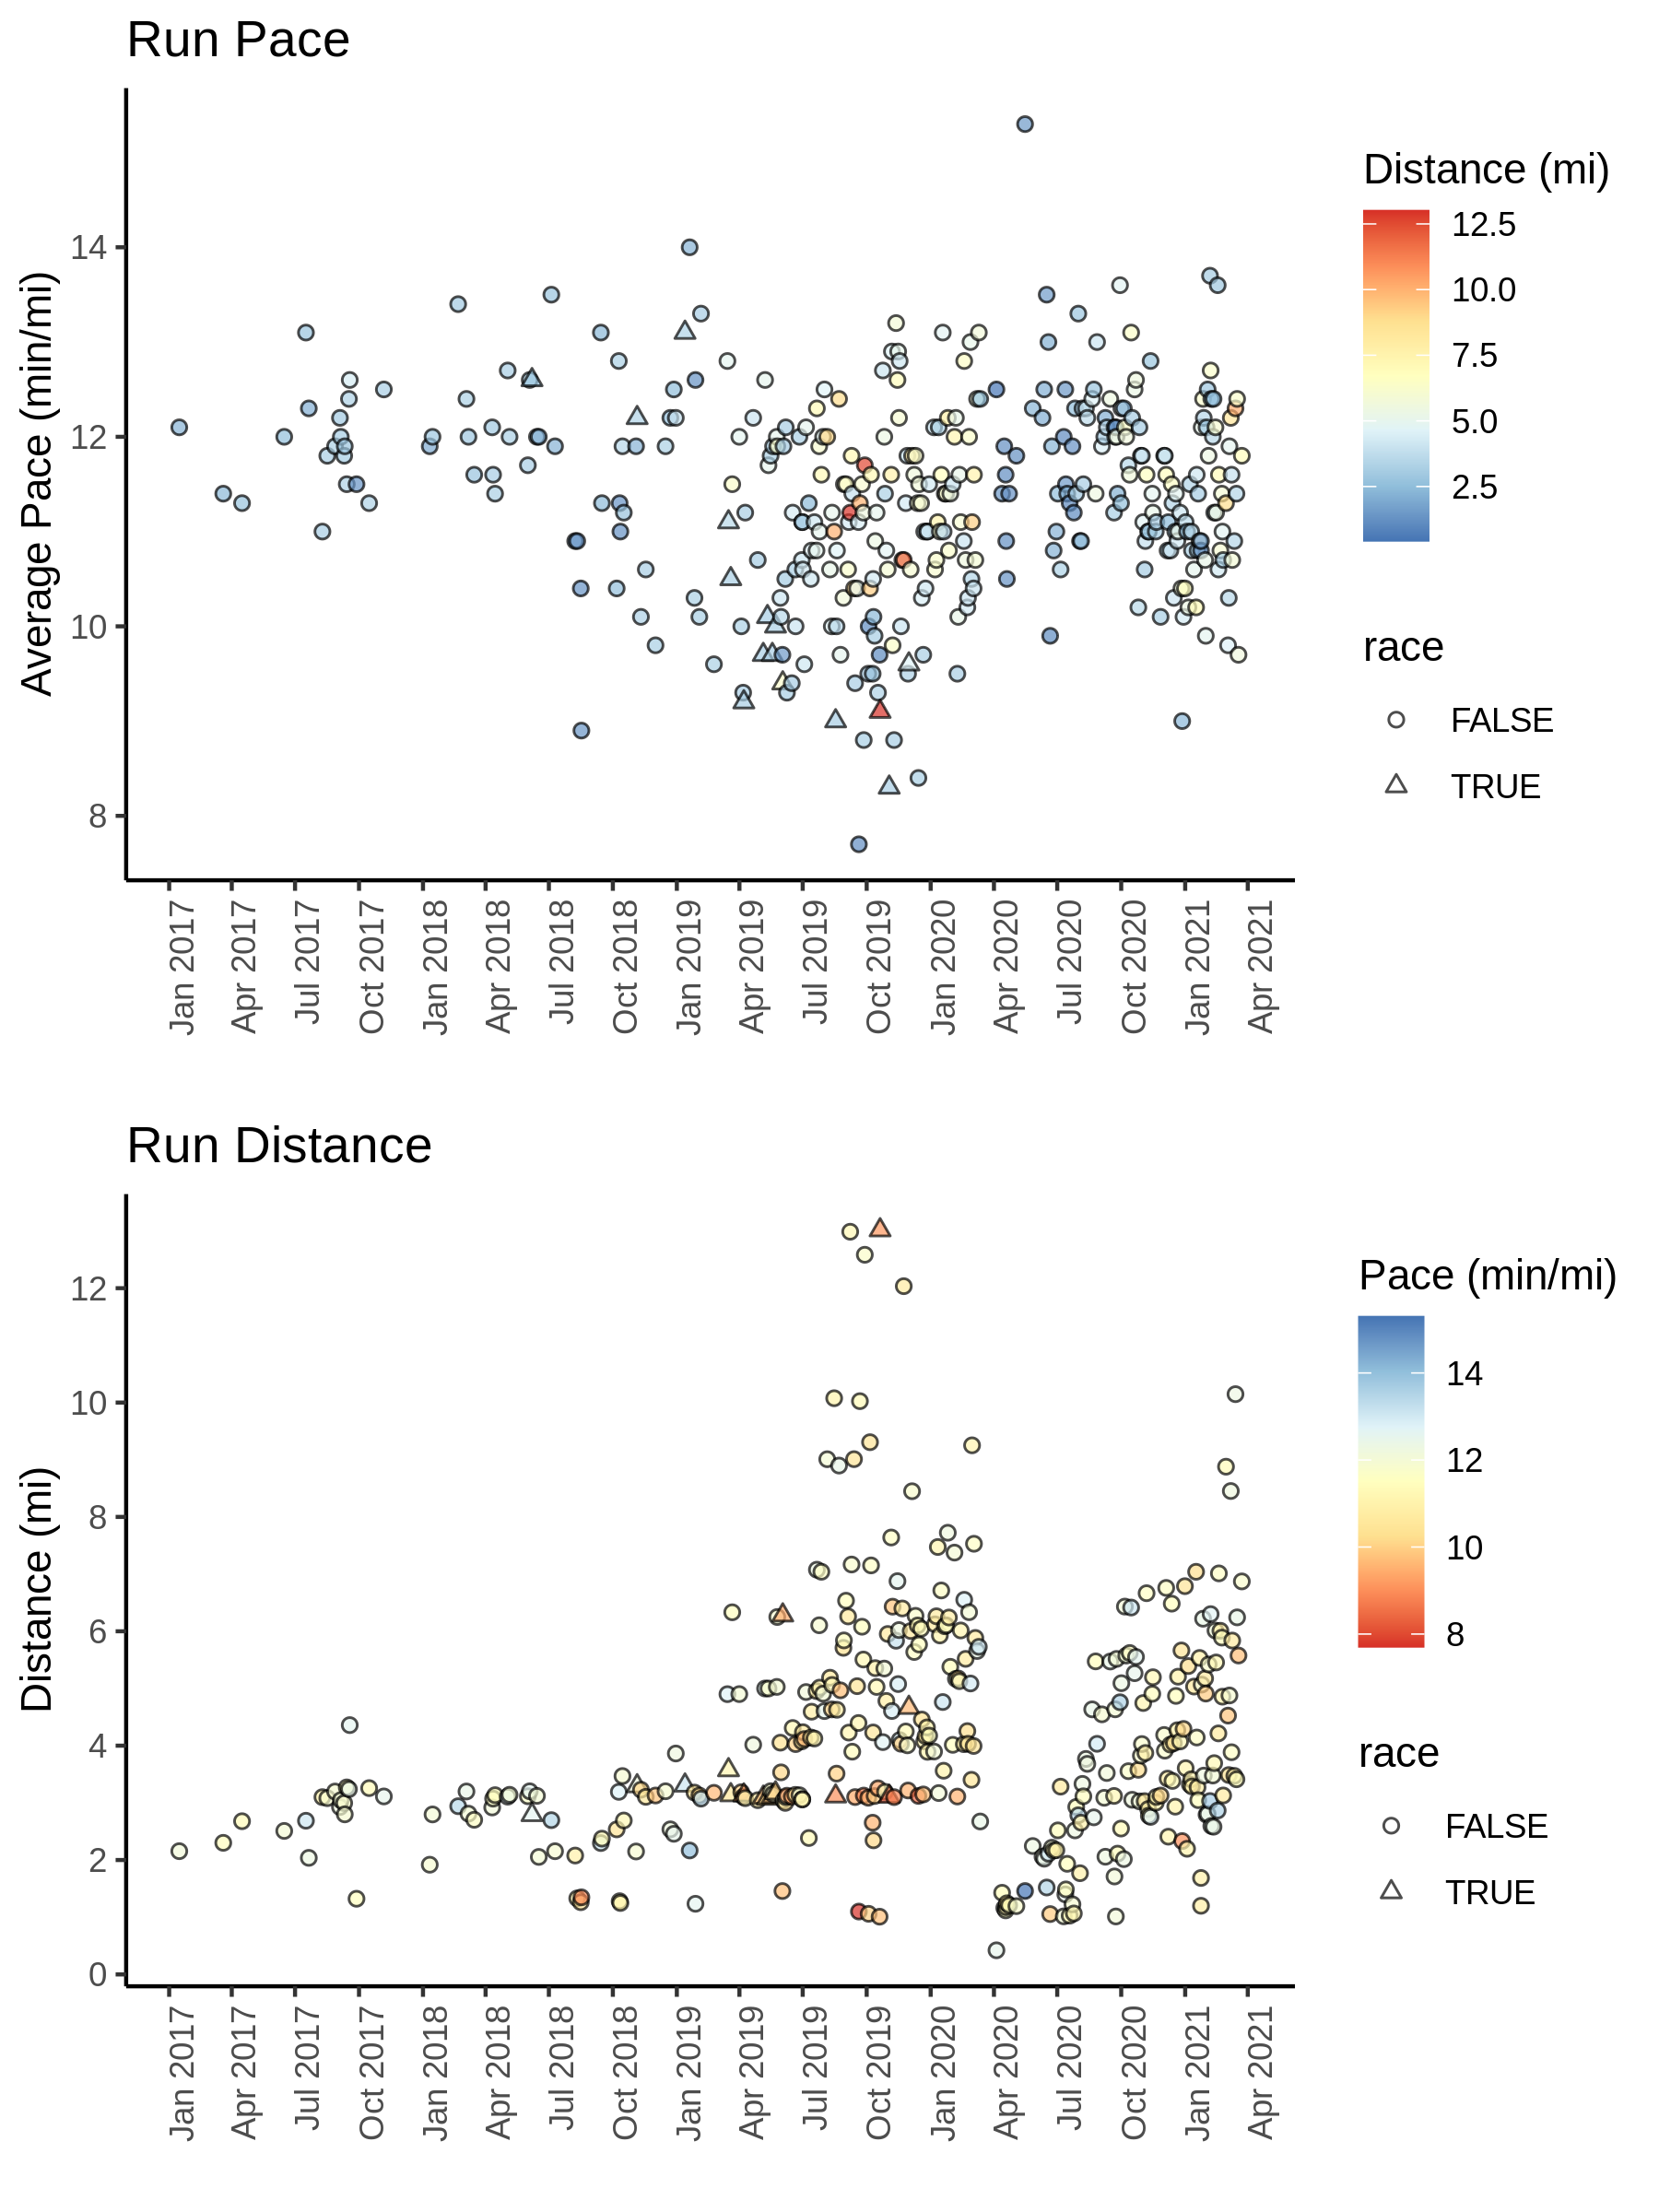 Run Pace
Average Pace (min/mi)
14
12
10
8
Jan 2017
Apr 2017
Jul 2017
Oct 2017
Jan 2018
Apr 2018
Jul 2018
Oct 2018
Jan 2019
Apr 2019
Jul 2019
Oct 2019
Jan 2020
Apr 2020
Jul 2020
Oct 2020
Jan 2021
Apr 2021
Distance (mi)
12.5
10.0
7.5
5.0
2.5
race
FALSE
TRUE
Run Distance
Distance (mi)
12
10
8
6
4
2
0
Jan 2017
Apr 2017
Jul 2017
Oct 2017
Jan 2018
Apr 2018
Jul 2018
Oct 2018
Jan 2019
Apr 2019
Jul 2019
Oct 2019
Jan 2020
Apr 2020
Jul 2020
Oct 2020
Jan 2021
Apr 2021
Pace (min/mi)
14
12
10
8
race
FALSE
TRUE